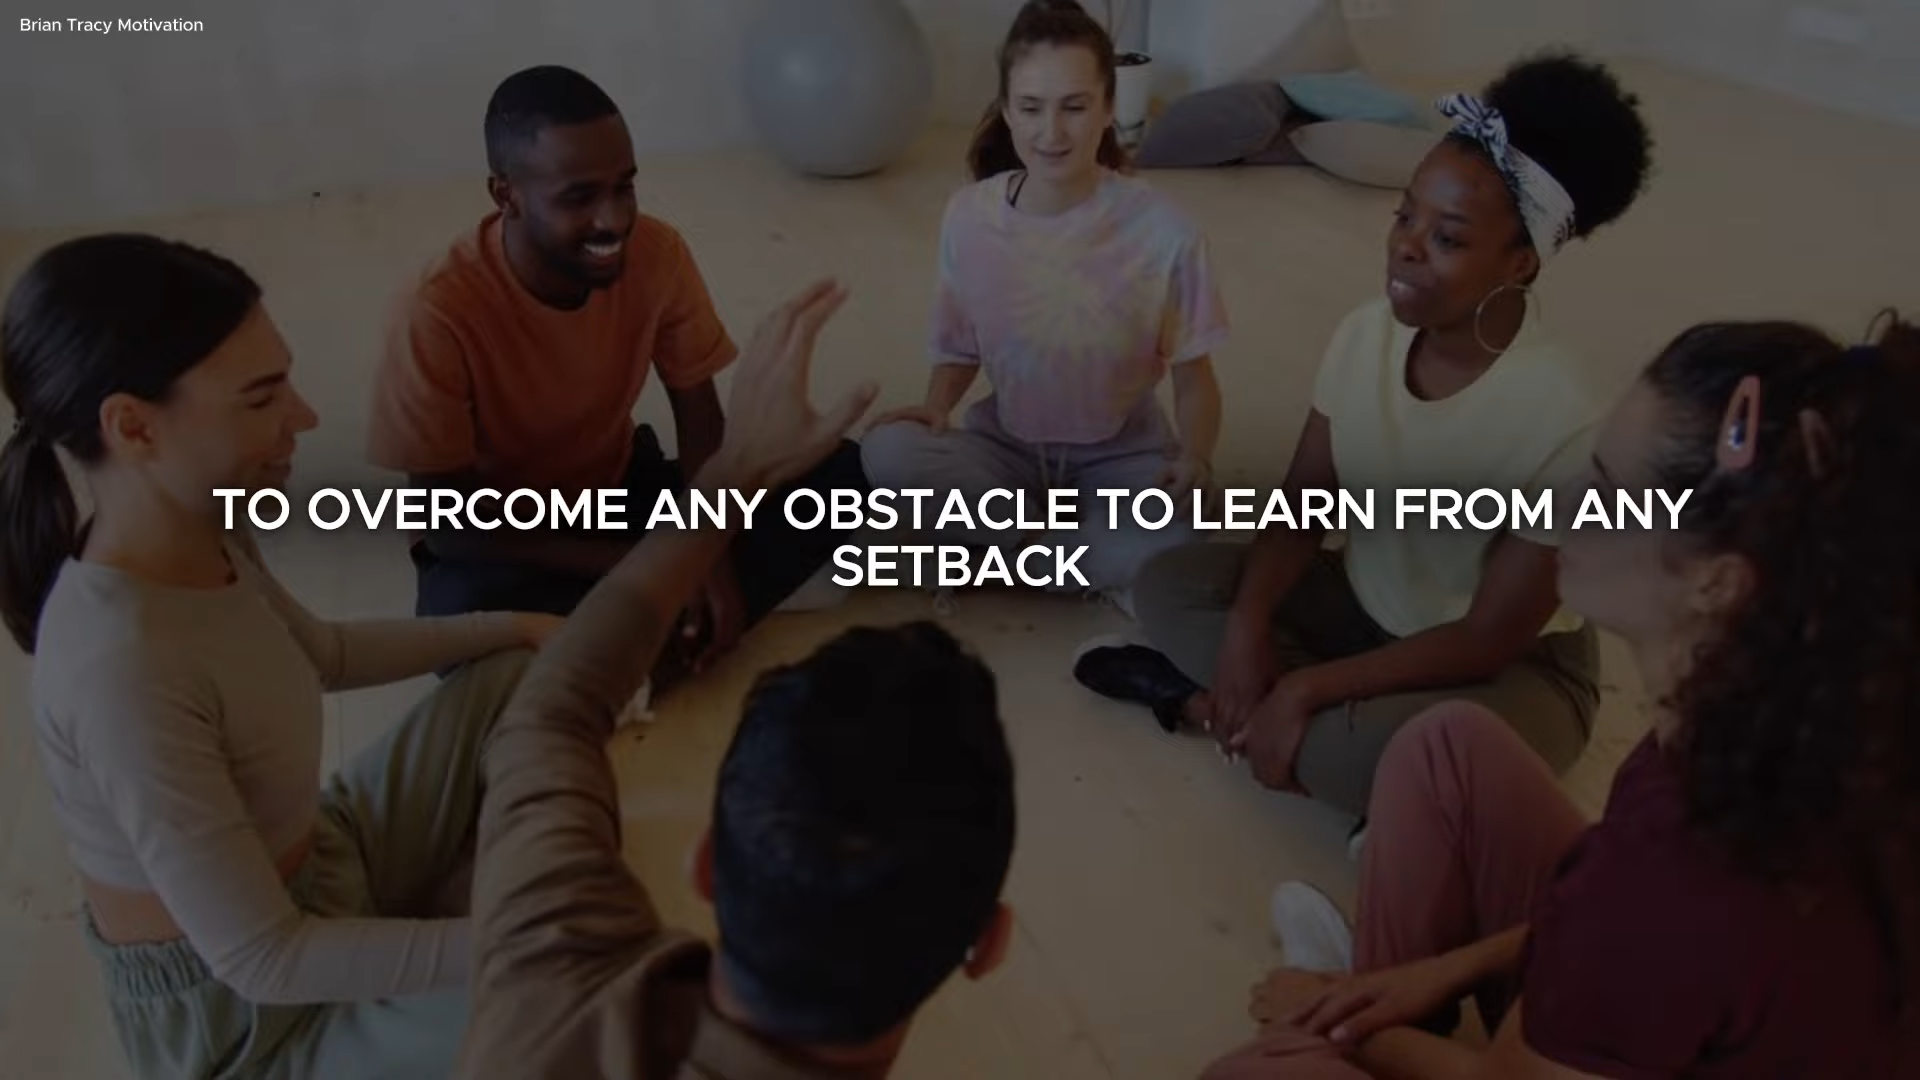 Brian Tracy Motivation
TO OVERCOME ANY OBSTACLE TO LEARN FROM ANY
SETBACK